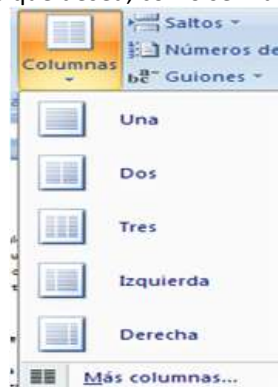 Saltos
Números de
Columnas
Guiones
Una
Dos
Tres
Izquierda
Derecha
Más columnas...